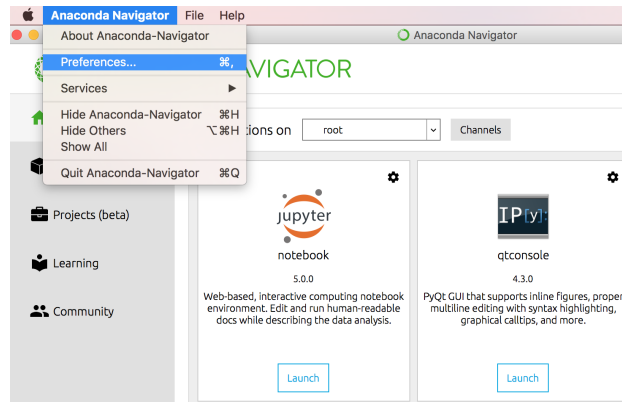 Anaconda Navigator File Help
About Anaconda-Navigator
Anaconda Navigator
Preferences... ⌘,
NAVIGATOR
Services ▶
Hide Anaconda-Navigator ⌘H
Hide Others ⌥⌘H
Show All
Quit Anaconda-Navigator ⌘Q
on root
Channels
Projects (beta)
Learning
Community
jupyter
notebook
5.0.0
Web-based, interactive computing notebook
environment. Edit and run human-readable
docs while describing the data analysis.
Launch
IP[y]:
qtconsole
4.3.0
PyQt GUI that supports inline figures, proper
multiline editing with syntax highlighting,
graphical calltips, and more.
Launch